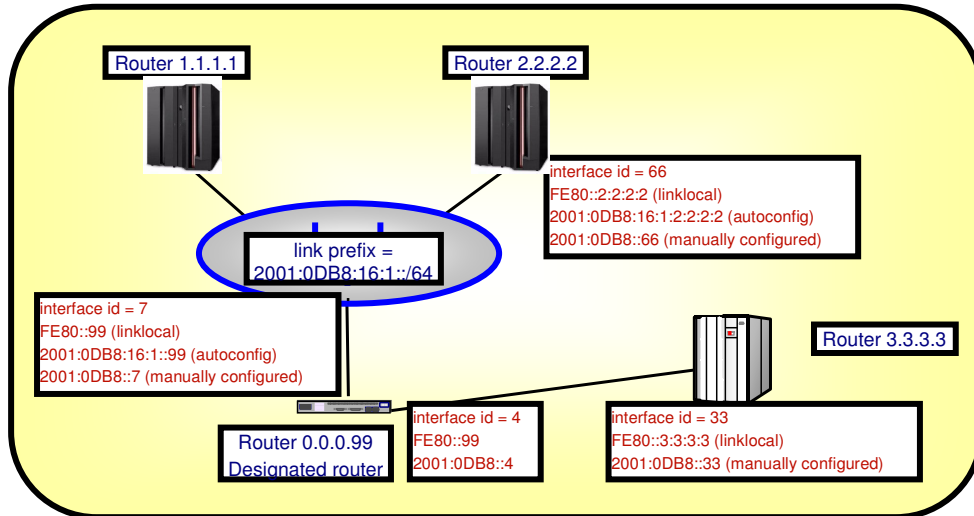 Router 1.1.1.1
Router 2.2.2.2
interface id = 66
FE80::2:2:2:2 (linklocal)
2001:0DB8:16:1:2:2:2:2 (autoconfig)
2001:0DB8::66 (manually configured)
link prefix =
2001:0DB8:16:1::/64
interface id = 7
FE80::99 (linklocal)
2001:0DB8:16:1::99 (autoconfig)
2001:0DB8::7 (manually configured)
Router 3.3.3.3
Router 0.0.0.99
Designated router
interface id = 4
FE80::99
2001:0DB8::4
interface id = 33
FE80::3:3:3:3 (linklocal)
2001:0DB8::33 (manually configured)